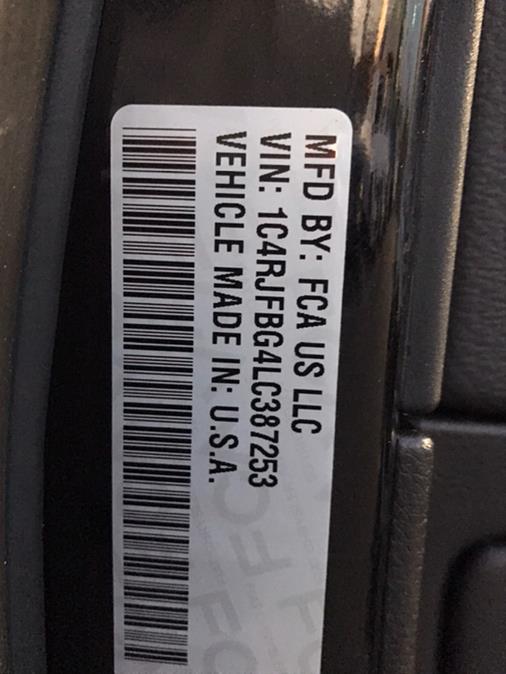 MFD BY: FCA US LLC
VIN: 1C4RJFBG4LC387253
VEHICLE MADE IN: U.S.A.